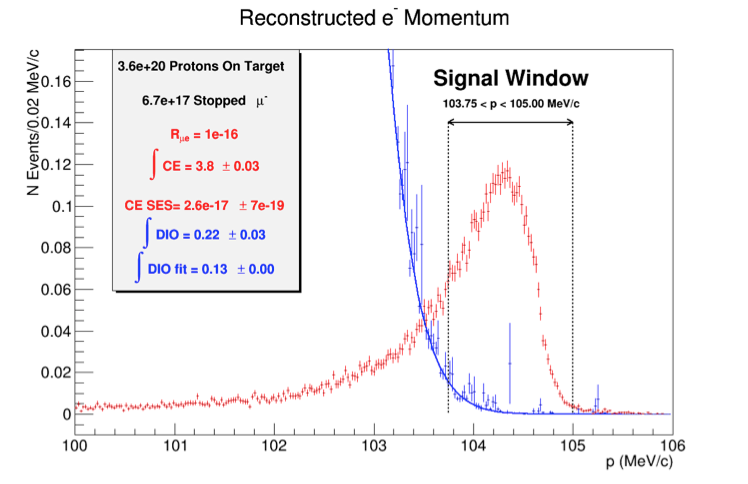 Reconstructed e- Momentum
N Events/0.02 MeV/c
0.16
0.14
0.12
0.1
0.08
0.06
0.04
0.02
0
3.6e+20 Protons On Target
6.7e+17 Stopped μ-
Rμe = 1e-16
∫ CE = 3.8 ± 0.03
CE SES= 2.6e-17 ± 7e-19
∫ DIO = 0.22 ± 0.03
∫ DIO fit = 0.13 ± 0.00
Signal Window
103.75 < p < 105.00 MeV/c
100 101 102 103 104 105 106
p (MeV/c)